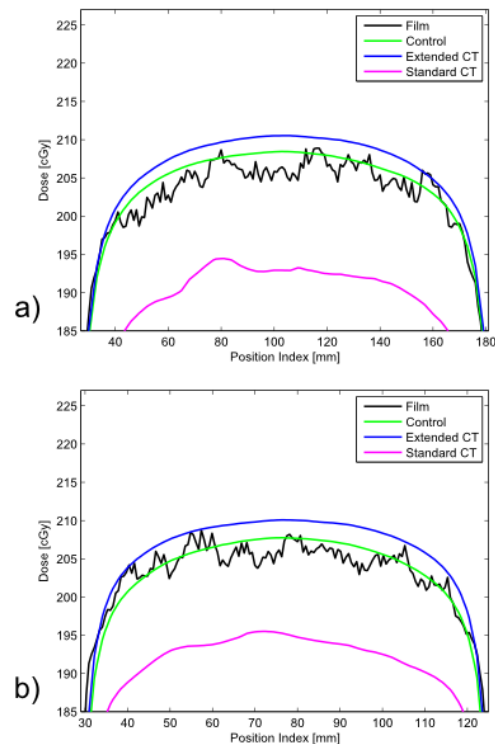 225
220
215
210
205
200
195
190
185
Dose [cGy]
Film
Control
Extended CT
Standard CT
40 60 80 100 120 140 160 180
Position Index [mm]
a)
225
220
215
210
205
200
195
190
185
Dose [cGy]
Film
Control
Extended CT
Standard CT
30 40 50 60 70 80 90 100 110 120
Position Index [mm]
b)